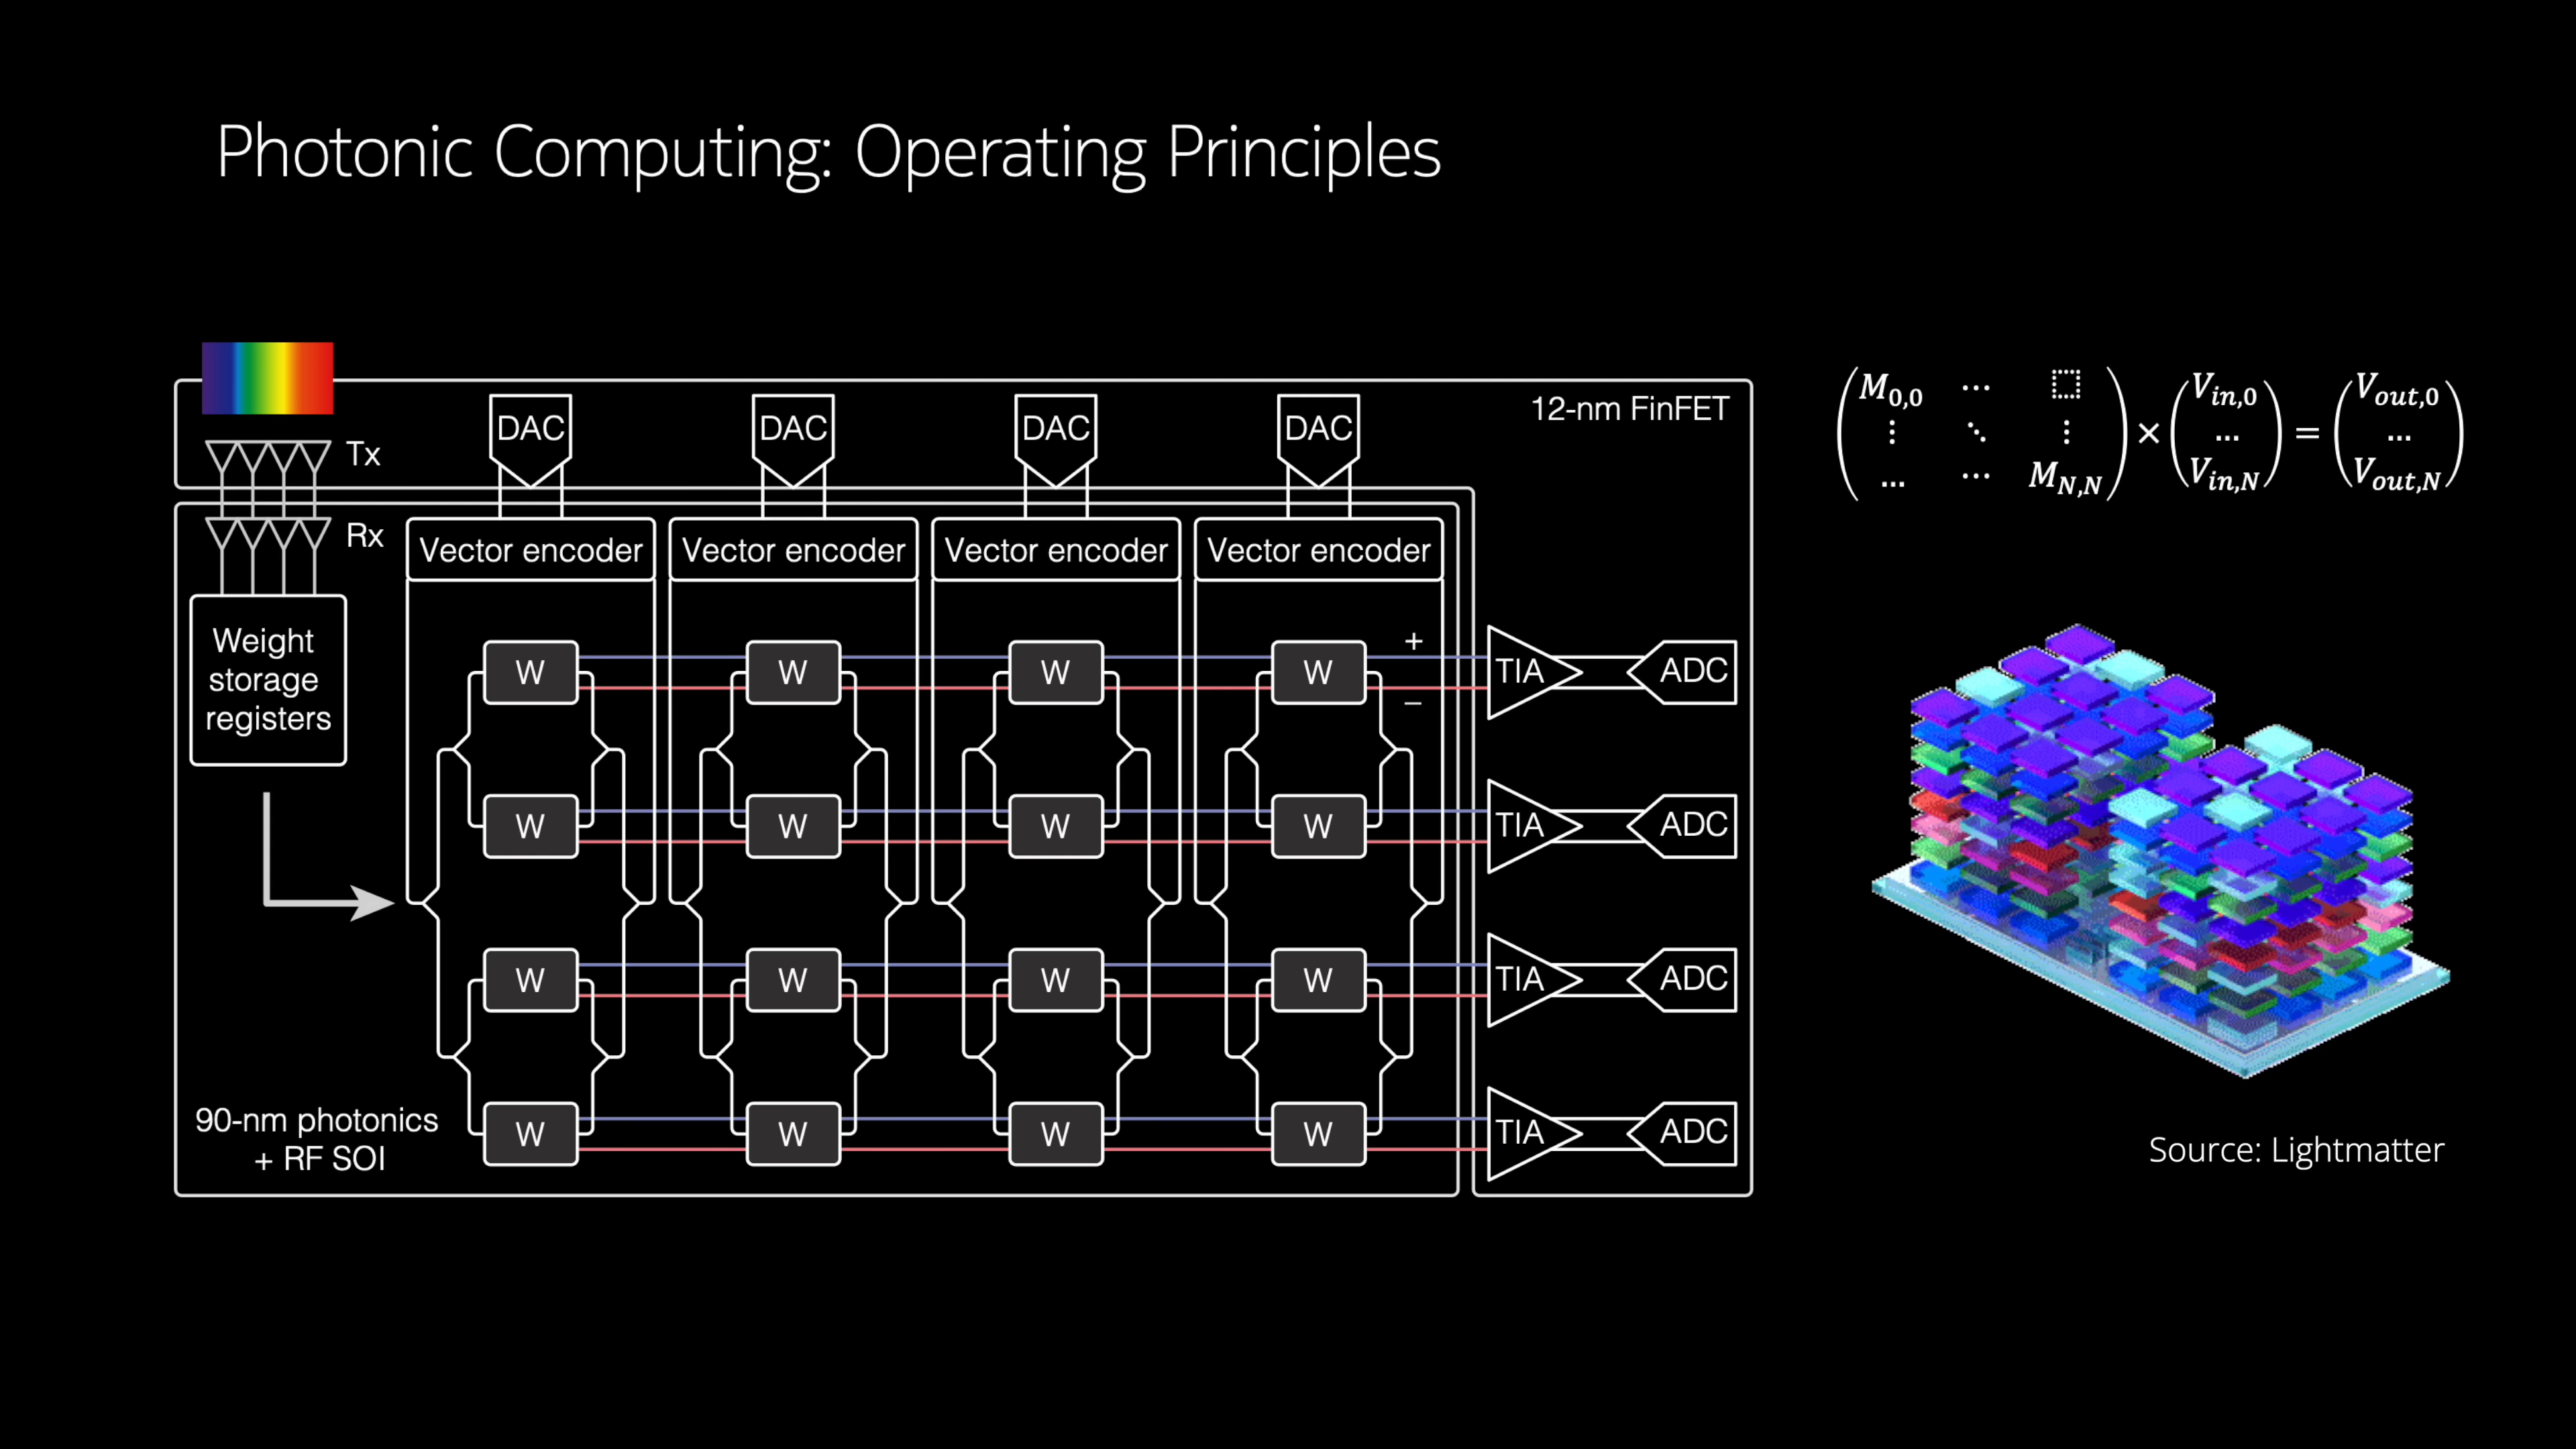 Photonic Computing: Operating Principles
Tx
Rx
DAC DAC DAC DAC
12-nm FinFET
Vector encoder Vector encoder Vector encoder Vector encoder
Weight
storage
registers
W W W W
+
−
TIA ADC
W W W W
TIA ADC
W W W W
TIA ADC
W W W W
TIA ADC
90-nm photonics
+ RF SOI
M0,0 ⋯ ⬚ Vin,0 Vout,0
⋮ ⋱ ⋮ × … = …
… ⋯ MN,N Vin,N Vout,N
Source: Lightmatter